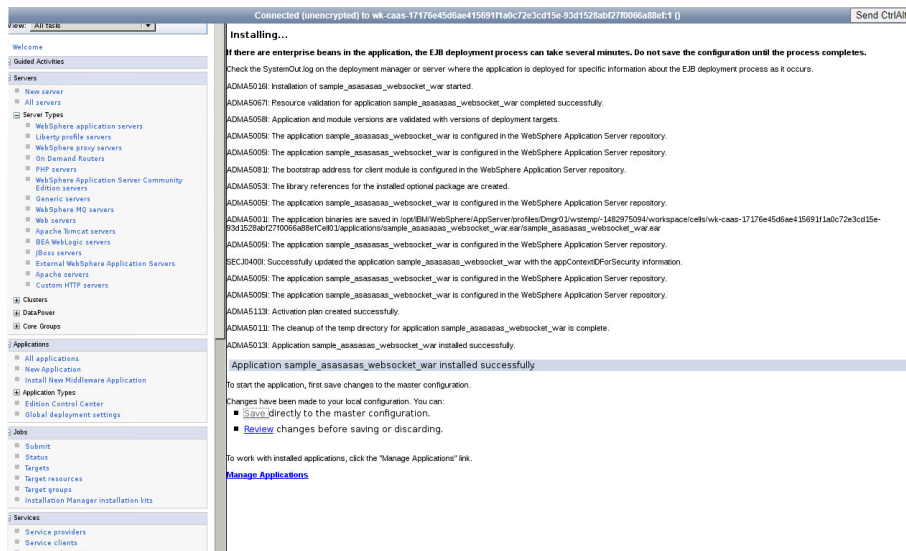 Connected (unencrypted) to wk-caas-17176e45d6ae415691f1a0c72e3cd15e-93d1528abf27f0066a88ef:1 ()
Send CtrlAlt
View: All tasks
Welcome
Guided Activities
Servers
New server
All servers
Server Types
WebSphere application servers
Liberty profile servers
WebSphere proxy servers
On Demand Routers
PHP servers
WebSphere Application Server Community
Edition servers
Generic servers
WebSphere MQ servers
Web servers
Apache Tomcat servers
BEA WebLogic servers
JBoss servers
External WebSphere Application Servers
Apache servers
Custom HTTP servers
Clusters
DataPower
Core Groups
Applications
All applications
New Application
Install New Middleware Application
Application Types
Edition Control Center
Global deployment settings
Jobs
Submit
Status
Targets
Target resources
Target groups
Installation Manager installation kits
Services
Service providers
Service clients
Installing...
If there are enterprise beans in the application, the EJB deployment process can take several minutes. Do not save the configuration until the process completes.
Check the SystemOut.log on the deployment manager or server where the application is deployed for specific information about the EJB deployment process as it occurs.
ADMA5016I: Installation of sample_asasasas_websocket_war started.
ADMA5067I: Resource validation for application sample_asasasas_websocket_war completed successfully.
ADMA5058I: Application and module versions are validated with versions of deployment targets.
ADMA5005I: The application sample_asasasas_websocket_war is configured in the WebSphere Application Server repository.
ADMA5005I: The application sample_asasasas_websocket_war is configured in the WebSphere Application Server repository.
ADMA5081I: The bootstrap address for client module is configured in the WebSphere Application Server repository.
ADMA5053I: The library references for the installed optional package are created.
ADMA5005I: The application sample_asasasas_websocket_war is configured in the WebSphere Application Server repository.
ADMA5001I: The application binaries are saved in /opt/IBM/WebSphere/AppServer/profiles/Dmgr01/wstemp/-1482975094/workspace/cells/wk-caas-17176e45d6ae415691f1a0c72e3cd15e-
93d1528abf27f0066a88efCell01/applications/sample_asasasas_websocket_war.ear/sample_asasasas_websocket_war.ear
ADMA5005I: The application sample_asasasas_websocket_war is configured in the WebSphere Application Server repository.
SECJ0400I: Successfully updated the application sample_asasasas_websocket_war with the appContextIDForSecurity information.
ADMA5005I: The application sample_asasasas_websocket_war is configured in the WebSphere Application Server repository.
ADMA5005I: The application sample_asasasas_websocket_war is configured in the WebSphere Application Server repository.
ADMA5113I: Activation plan created successfully.
ADMA5011I: The cleanup of the temp directory for application sample_asasasas_websocket_war is complete.
ADMA5013I: Application sample_asasasas_websocket_war installed successfully.
Application sample_asasasas_websocket_war installed successfully.
To start the application, first save changes to the master configuration.
Changes have been made to your local configuration. You can:
Save directly to the master configuration.
Review changes before saving or discarding.
To work with installed applications, click the "Manage Applications" link.
Manage Applications